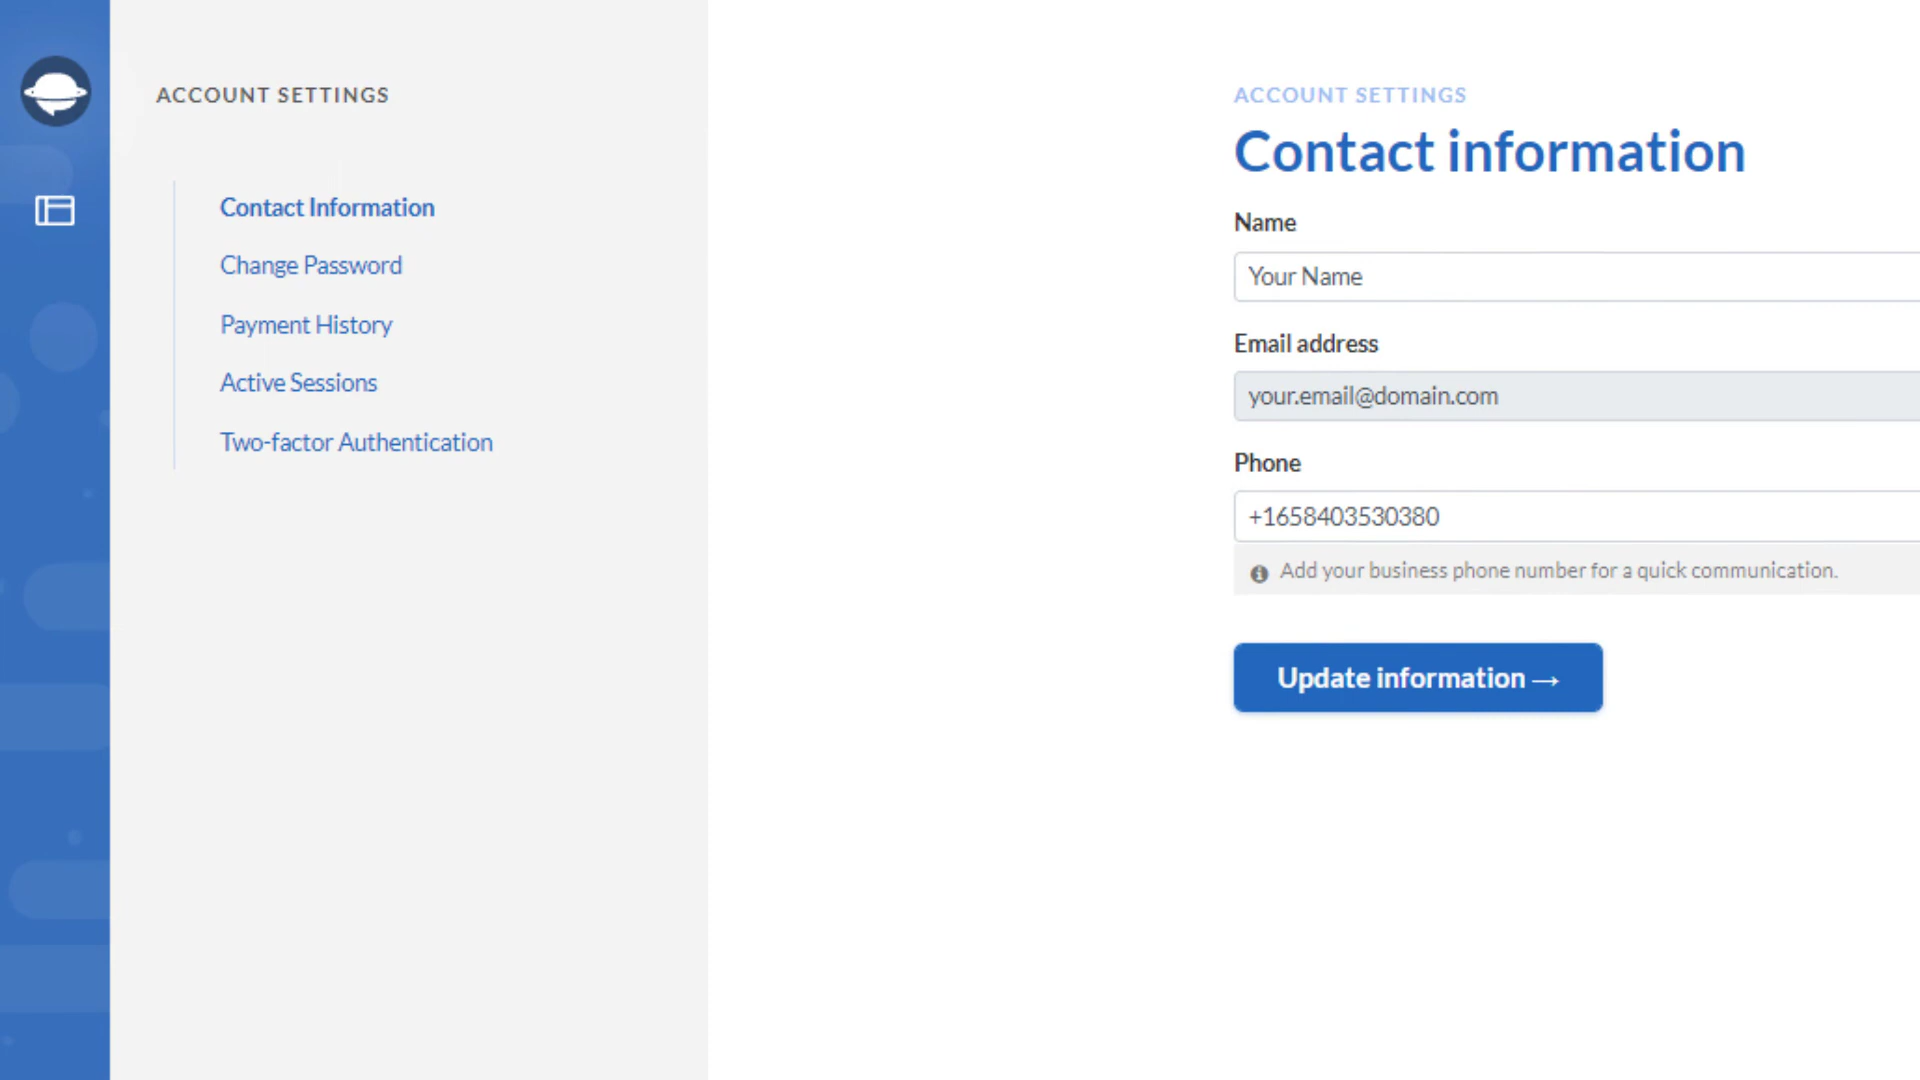 ACCOUNT SETTINGS
Contact Information
Change Password
Payment History
Active Sessions
Two-factor Authentication
ACCOUNT SETTINGS
Contact information
Name
Your Name
Email address
your.email@domain.com
Phone
+1658403530380
Add your business phone number for a quick communication.
Update information →